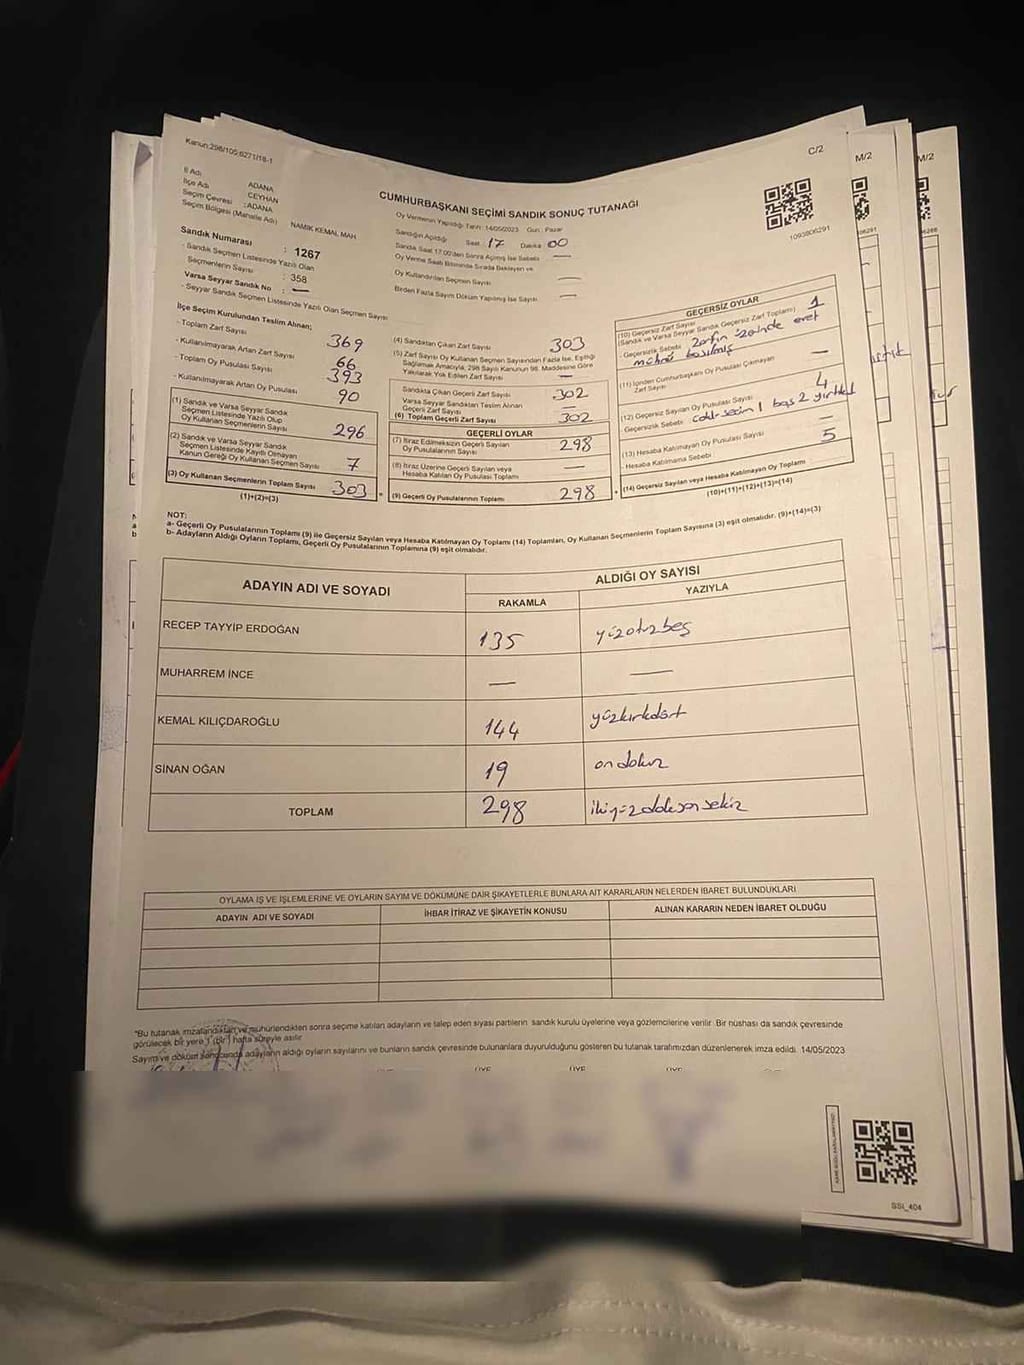 Kanun:298/105;6271/18-1
C/2
M/2
M/2
İl Adı ADANA
İlçe Adı CEYHAN
Seçim Çevresi :ADANA
Seçim Bölgesi (Mahalle Adı) NAMIK KEMAL MAH
Sandık Numarası : 1267
- Sandık Seçmen Listesinde Yazılı Olan
Seçmenlerin Sayısı : 358
Varsa Seyyar Sandık No : —
- Seyyar Sandık Seçmen Listesinde Yazılı Olan Seçmen Sayısı
CUMHURBAŞKANI SEÇİMİ SANDIK SONUÇ TUTANAĞI
Oy Vermenin Yapıldığı Tarih: 14/05/2023 Gün: Pazar
Sandığın Açıldığı Saat 17 Dakika 00
Sandık Saat 17:00'den Sonra Açılmış İse Sebebi —
Oy Verme Saati Bitiminde Sırada Bekleyen ve
Oy Kullandırılan Seçmen Sayısı —
Birden Fazla Sayım Döküm Yapılmış İse Sayısı —
1093806291
İlçe Seçim Kurulundan Teslim Alınan;
- Toplam Zarf Sayısı 369
- Kullanılmayarak Artan Zarf Sayısı 66
- Toplam Oy Pusulası Sayısı 393
- Kullanılmayarak Artan Oy Pusulası 90
(1) Sandık ve Varsa Seyyar Sandık
Seçmen Listesinde Yazılı Olup
Oy Kullanan Seçmenlerin Sayısı 296
(2) Sandık ve Varsa Seyyar Sandık
Seçmen Listesinde Kayıtlı Olmayan
Kanun Gereği Oy Kullanan Seçmen Sayısı 7
(3) Oy Kullanan Seçmenlerin Toplam Sayısı 303
(1)+(2)=(3)
(4) Sandıktan Çıkan Zarf Sayısı 303
(5) Zarf Sayısı Oy Kullanan Seçmen Sayısından Fazla İse, Eşitliği
Sağlamak Amacıyla, 298 Sayılı Kanunun 98. Maddesine Göre
Yakılarak Yok Edilen Zarf Sayısı —
Sandıkta Çıkan Geçerli Zarf Sayısı 302
Varsa Seyyar Sandıktan Teslim Alınan
Geçerli Zarf Sayısı —
(6) Toplam Geçerli Zarf Sayısı 302
GEÇERLİ OYLAR
(7) İtiraz Edilmeksizin Geçerli Sayılan
Oy Pusulalarının Sayısı 298
(8) İtiraz Üzerine Geçerli Sayılan veya
Hesaba Katılan Oy Pusulası Toplamı —
(9) Geçerli Oy Pusulalarının Toplamı 298
GEÇERSİZ OYLAR
(10) Geçersiz Zarf Sayısı
(Sandık ve Varsa Seyyar Sandık Geçersiz Zarf Toplamı) 1
- Geçersizlik Sebebi Zarfın üzerinde evet
mührü basılmış
(11) İçinden Cumhurbaşkanı Oy Pusulası Çıkmayan
Zarf Sayısı —
(12) Geçersiz Sayılan Oy Pusulası Sayısı 4
- Geçersizlik Sebebi 1 boş 2 yırtık
(13) Hesaba Katılmayan Oy Pusulası Sayısı —
- Hesaba Katılmama Sebebi
(14) Geçersiz Sayılan veya Hesaba Katılmayan Oy Toplamı 5
(10)+(11)+(12)+(13)=(14)
NOT:
a- Geçerli Oy Pusulalarının Toplamı (9) ile Geçersiz Sayılan veya Hesaba Katılmayan Oy Toplamı (14) Toplamları, Oy Kullanan Seçmenlerin Toplam Sayısına (3) eşit olmalıdır. (9)+(14)=(3)
b- Adayların Aldığı Oyların Toplamı, Geçerli Oy Pusulalarının Toplamına (9) eşit olmalıdır.
ADAYIN ADI VE SOYADI
ALDIĞI OY SAYISI
RAKAMLA YAZIYLA
RECEP TAYYİP ERDOĞAN 135 yüzotuzbeş
MUHARREM İNCE — —
KEMAL KILIÇDAROĞLU 144 yüzkırkdört
SİNAN OĞAN 19 ondokuz
TOPLAM 298 ikiyüzdoksansekiz
OYLAMA İŞ VE İŞLEMLERİNE VE OYLARIN SAYIM VE DÖKÜMÜNE DAİR ŞİKAYETLERLE BUNLARA AİT KARARLARIN NELERDEN İBARET BULUNDUKLARI
ADAYIN ADI VE SOYADI İHBAR İTİRAZ VE ŞİKAYETİN KONUSU ALINAN KARARIN NEDEN İBARET OLDUĞU
"Bu tutanak imzalandıktan ve mühürlendikten sonra seçime katılan adayların ve talep eden siyasi partilerin sandık kurulu üyelerine veya gözlemcilerine verilir. Bir nüshası da sandık çevresinde
görülecek bir yere 1 (bir) hafta süreyle asılır.
Sayım ve döküm sonucunda adayların aldığı oyların sayılarını ve bunların sandık çevresinde bulunanlara duyurulduğunu gösteren bu tutanak tarafımızdan düzenlenerek imza edildi. 14/05/2023
ÜYE ÜYE ÜYE ÜYE
SSI_404